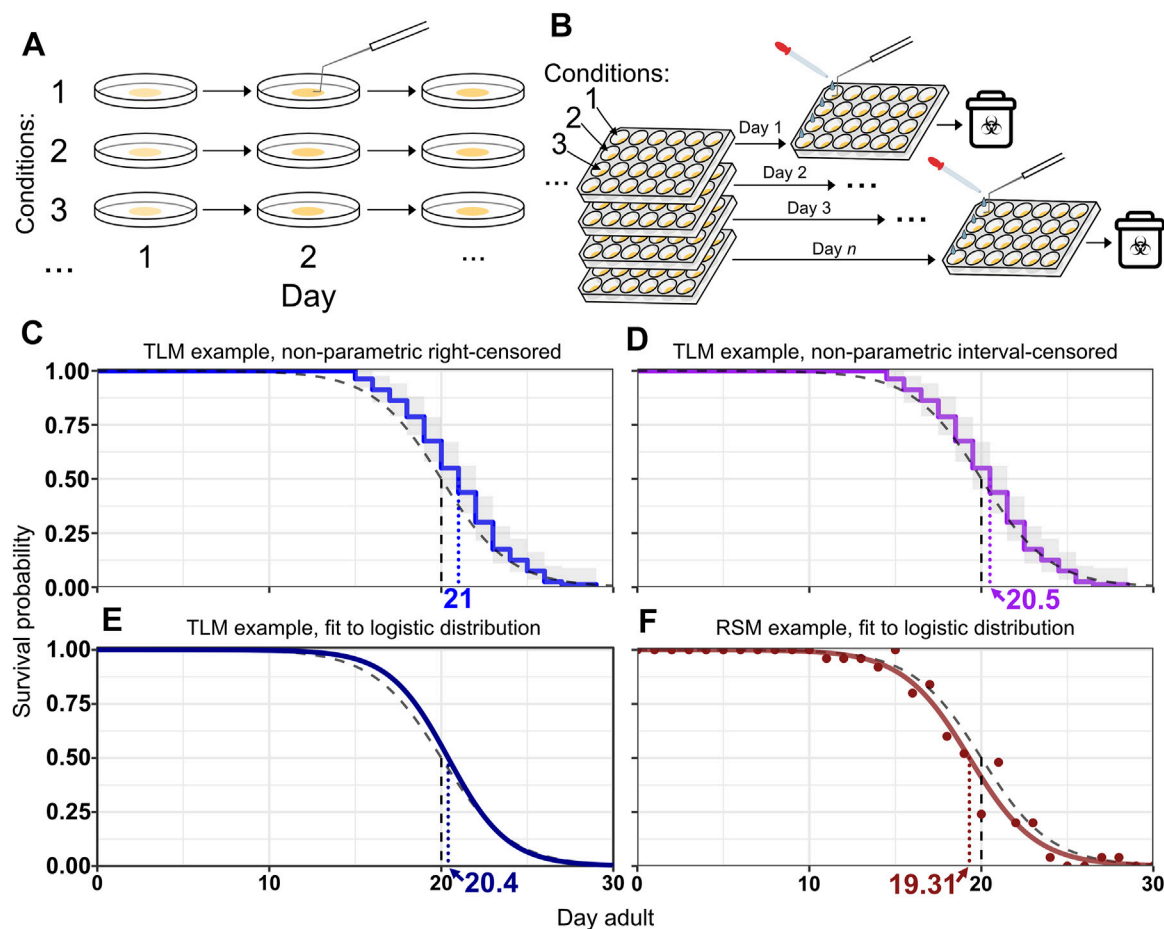 A
Conditions:
1
2
3
...
1
2
...
Day
B
Conditions:
1
2
3
...
Day 1
Day 2
...
Day 3
...
Day n
C
TLM example, non-parametric right-censored
1.00
0.75
0.50
0.25
0.00
21
D
TLM example, non-parametric interval-censored
20.5
Survival probability
E
TLM example, fit to logistic distribution
1.00
0.75
0.50
0.25
0.00
0
10
20
30
20.4
F
RSM example, fit to logistic distribution
0
10
20
30
19.31
Day adult